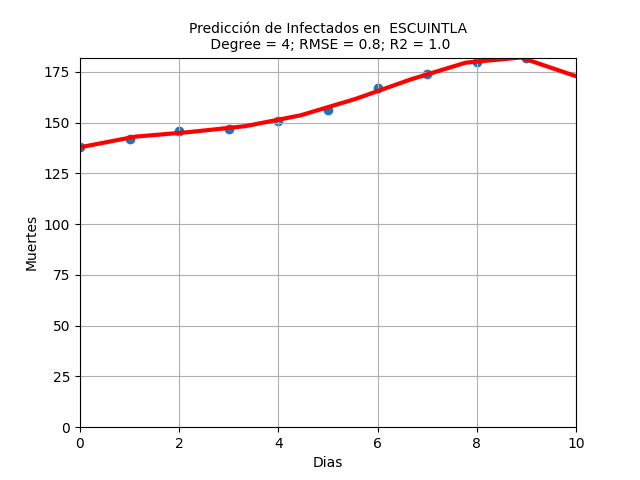 Predicción de Infectados en  ESCUINTLA
Degree = 4; RMSE = 0.8; R2 = 1.0
175
150
125
100
75
50
25
0
Muertes
0 2 4 6 8 10
Dias